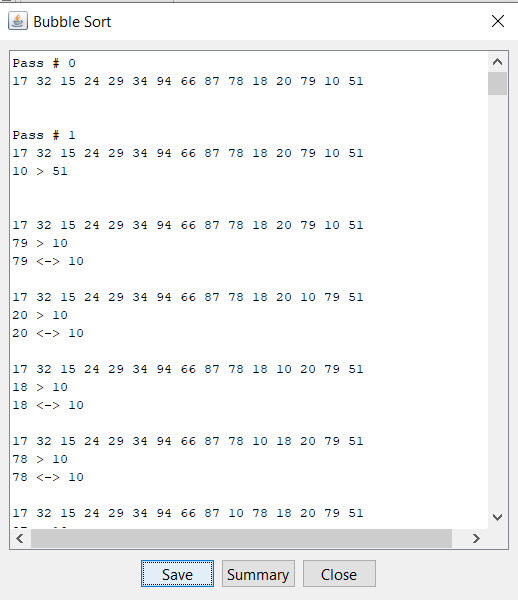 Bubble Sort
Pass # 0
17 32 15 24 29 34 94 66 87 78 18 20 79 10 51
Pass # 1
17 32 15 24 29 34 94 66 87 78 18 20 79 10 51
10 > 51
17 32 15 24 29 34 94 66 87 78 18 20 79 10 51
79 > 10
79 <-> 10
17 32 15 24 29 34 94 66 87 78 18 20 10 79 51
20 > 10
20 <-> 10
17 32 15 24 29 34 94 66 87 78 18 10 20 79 51
18 > 10
18 <-> 10
17 32 15 24 29 34 94 66 87 78 10 18 20 79 51
78 > 10
78 <-> 10
17 32 15 24 29 34 94 66 87 10 78 18 20 79 51
Save Summary Close